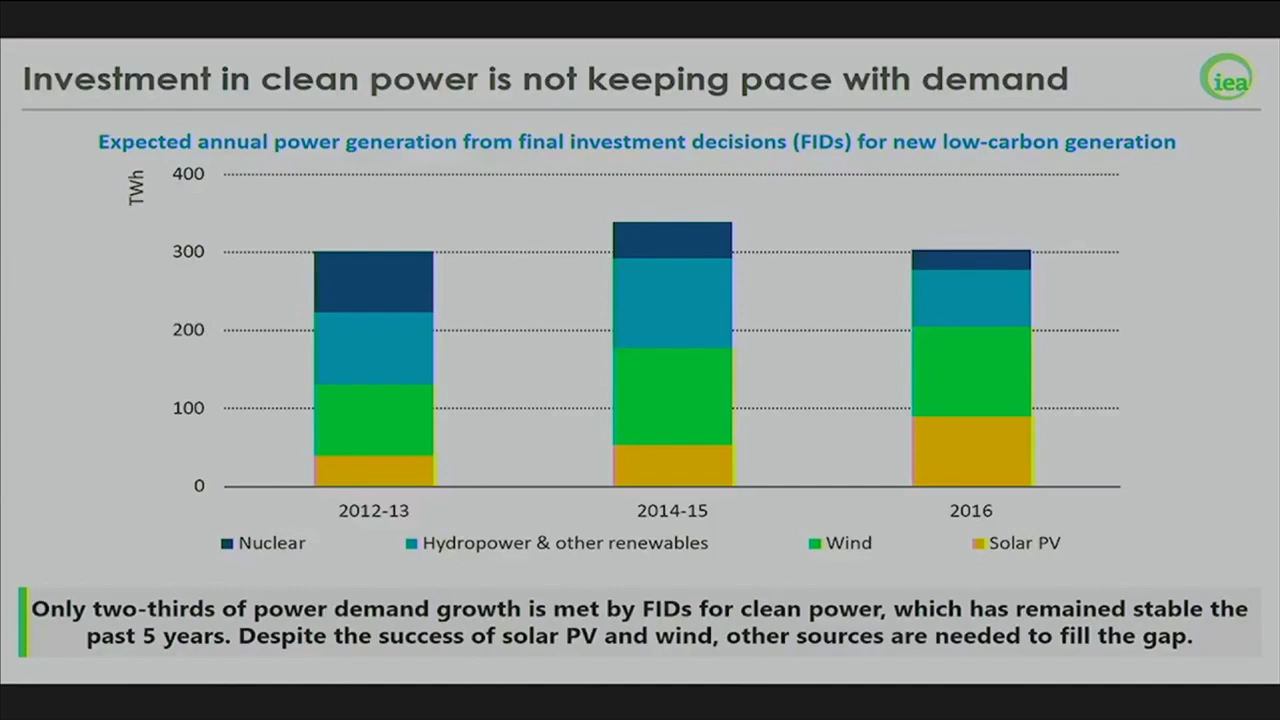 Investment in clean power is not keeping pace with demand
iea
Expected annual power generation from final investment decisions (FIDs) for new low-carbon generation
TWh
400
300
200
100
0
2012-13
2014-15
2016
Nuclear
Hydropower & other renewables
Wind
Solar PV
Only two-thirds of power demand growth is met by FIDs for clean power, which has remained stable the
past 5 years. Despite the success of solar PV and wind, other sources are needed to fill the gap.